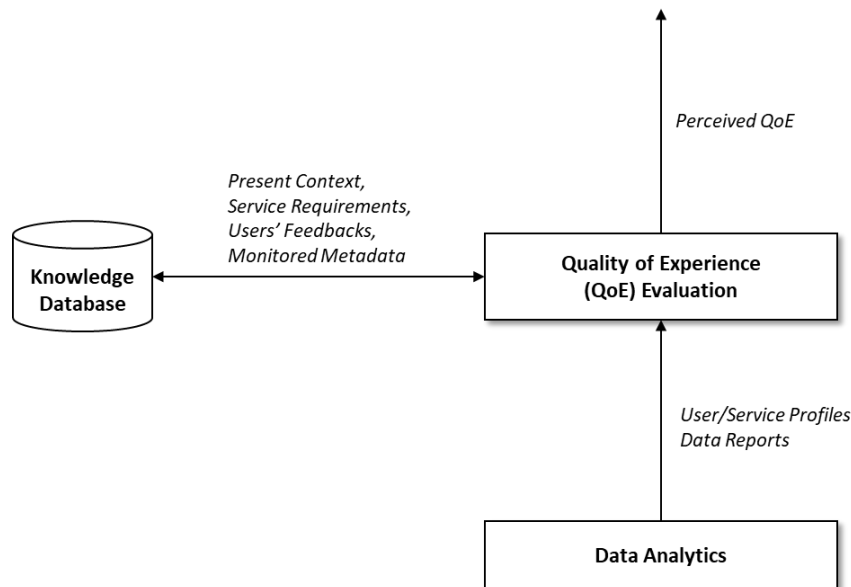 Perceived QoE
Present Context,
Service Requirements,
Users' Feedbacks,
Monitored Metadata
Knowledge
Database
Quality of Experience
(QoE) Evaluation
User/Service Profiles
Data Reports
Data Analytics